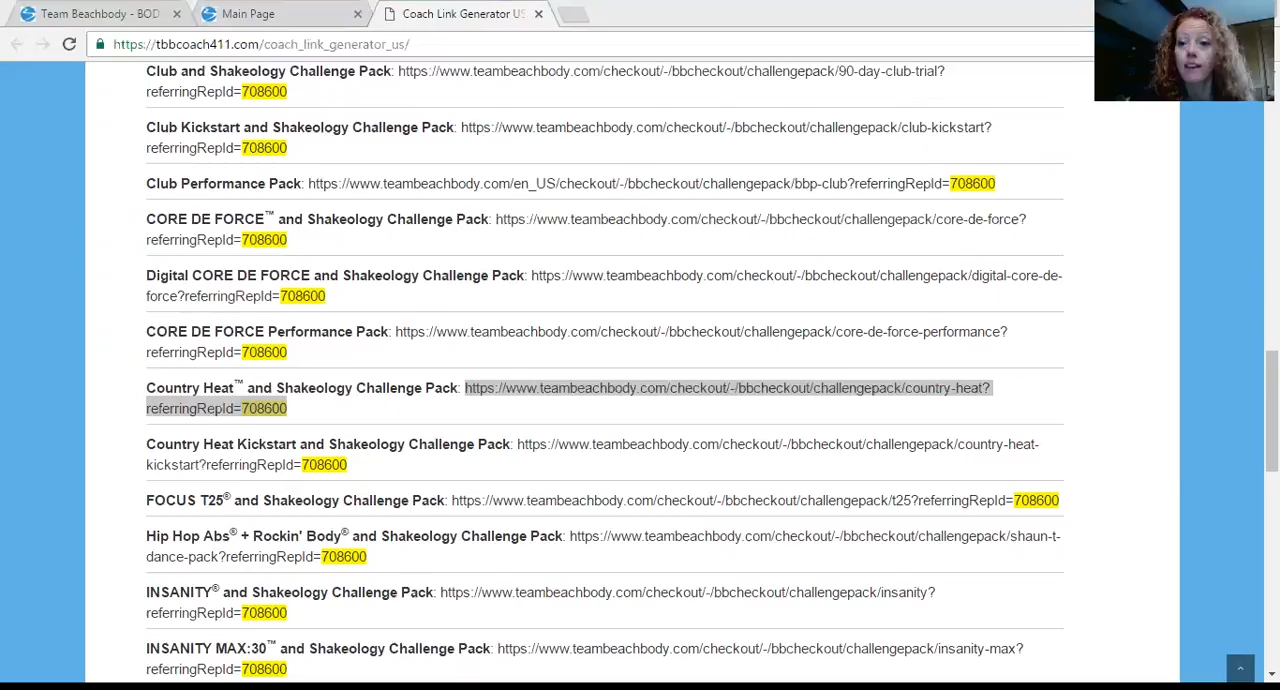 Team Beachbody - BOD
Main Page
Coach Link Generator US
https://tbbcoach411.com/coach_link_generator_us/
Club and Shakeology Challenge Pack: https://www.teambeachbody.com/checkout/-/bbcheckout/challengepack/90-day-club-trial?
referringRepId=708600
Club Kickstart and Shakeology Challenge Pack: https://www.teambeachbody.com/checkout/-/bbcheckout/challengepack/club-kickstart?
referringRepId=708600
Club Performance Pack: https://www.teambeachbody.com/en_US/checkout/-/bbcheckout/challengepack/bbp-club?referringRepId=708600
CORE DE FORCE™ and Shakeology Challenge Pack: https://www.teambeachbody.com/checkout/-/bbcheckout/challengepack/core-de-force?
referringRepId=708600
Digital CORE DE FORCE and Shakeology Challenge Pack: https://www.teambeachbody.com/checkout/-/bbcheckout/challengepack/digital-core-de-
force?referringRepId=708600
CORE DE FORCE Performance Pack: https://www.teambeachbody.com/checkout/-/bbcheckout/challengepack/core-de-force-performance?
referringRepId=708600
Country Heat™ and Shakeology Challenge Pack: https://www.teambeachbody.com/checkout/-/bbcheckout/challengepack/country-heat?
referringRepId=708600
Country Heat Kickstart and Shakeology Challenge Pack: https://www.teambeachbody.com/checkout/-/bbcheckout/challengepack/country-heat-
kickstart?referringRepId=708600
FOCUS T25® and Shakeology Challenge Pack: https://www.teambeachbody.com/checkout/-/bbcheckout/challengepack/t25?referringRepId=708600
Hip Hop Abs® + Rockin' Body® and Shakeology Challenge Pack: https://www.teambeachbody.com/checkout/-/bbcheckout/challengepack/shaun-t-
dance-pack?referringRepId=708600
INSANITY® and Shakeology Challenge Pack: https://www.teambeachbody.com/checkout/-/bbcheckout/challengepack/insanity?
referringRepId=708600
INSANITY MAX:30™ and Shakeology Challenge Pack: https://www.teambeachbody.com/checkout/-/bbcheckout/challengepack/insanity-max?
referringRepId=708600